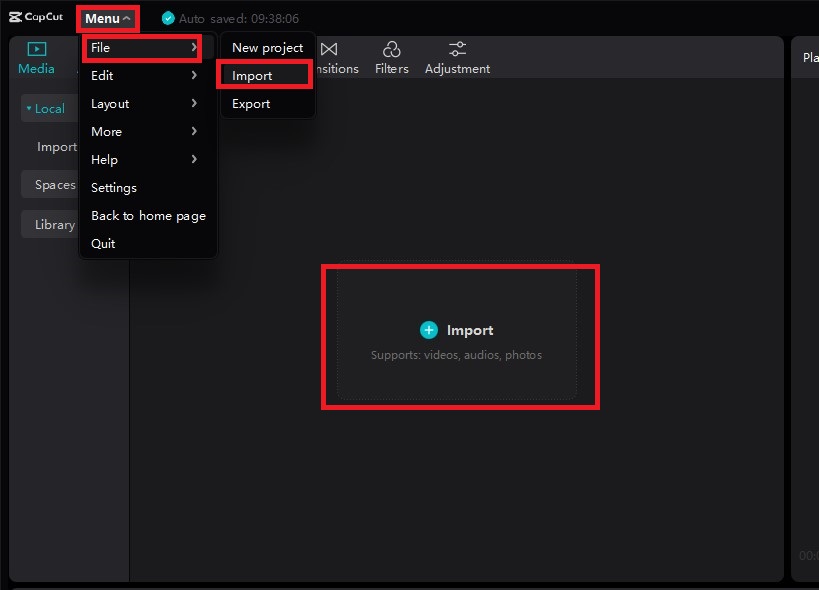 CapCut Menu Auto saved: 09:38:06
File New project
Import
Export
Edit
Layout
More
Help
Settings
Back to home page
Quit
Media nsitions Filters Adjustment
Pla
Local
Import
Spaces
Library
Import
Supports: videos, audios, photos
00: